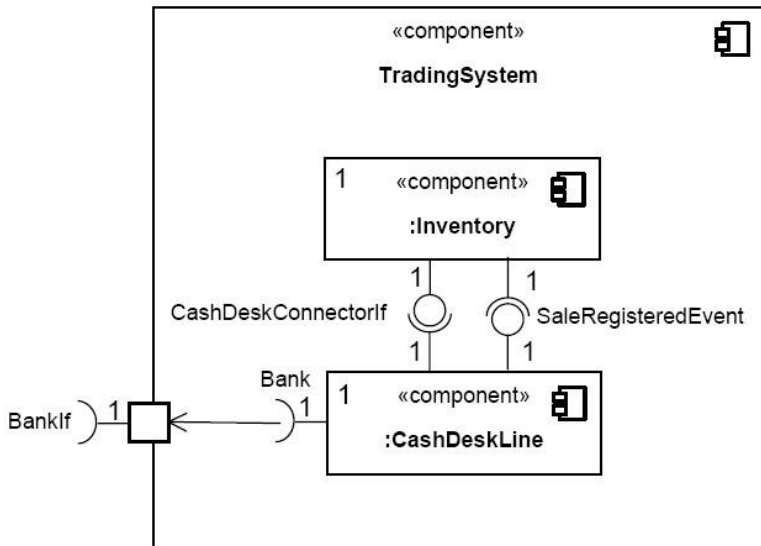 «component»
TradingSystem
1 «component»
:Inventory
1 1
CashDeskConnectorIf SaleRegisteredEvent
1 1
Bank
1 «component»
BankIf 1 1
:CashDeskLine